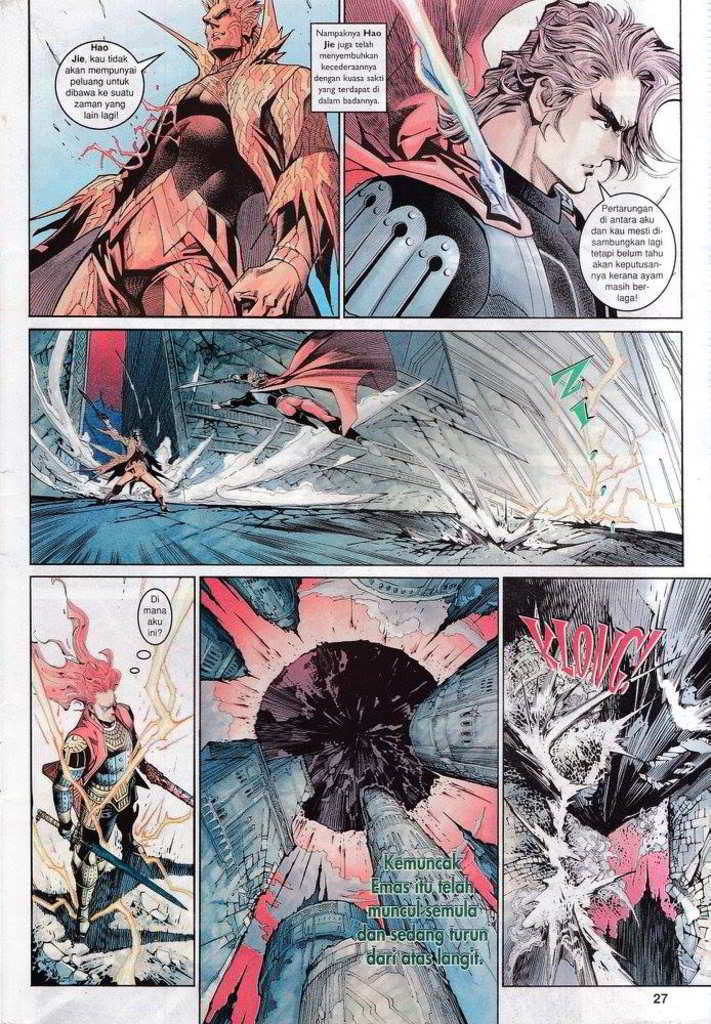 Hao
Jie, kau tidak
akan mempunyai
peluang untuk
dibawa ke suatu
zaman yang
lain lagi!
Nampaknya Hao
Jie juga telah
menyembuhkan
kecederaannya
dengan kuasa sakti
yang terdapat di
dalam badannya.
Pertarungan
di antara aku
dan kau mesti di-
sambungkan lagi
tetapi belum tahu
akan keputusan-
nya kerana ayam
masih ber-
laga!
ZZ
Di
mana
aku
ini?
Kemuncak
Emas itu telah
muncul semula
dan sedang turun
dari atas langit.
KLONG!
27